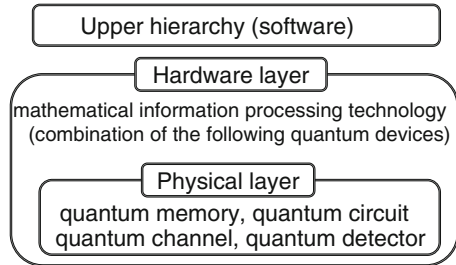 Upper hierarchy (software)
Hardware layer
mathematical information processing technology
(combination of the following quantum devices)
Physical layer
quantum memory, quantum circuit
quantum channel, quantum detector